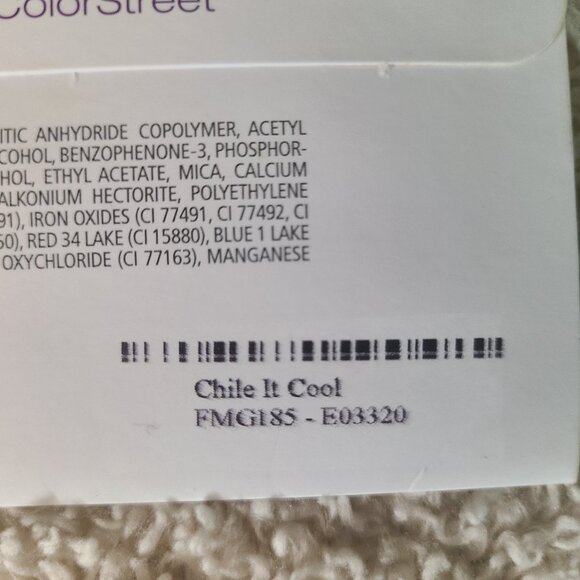 ColorStreet
ITIC ANHYDRIDE COPOLYMER, ACETYL
COHOL, BENZOPHENONE-3, PHOSPHOR-
HOL, ETHYL ACETATE, MICA, CALCIUM
ALKONIUM HECTORITE, POLYETHYLENE
91), IRON OXIDES (CI 77491, CI 77492, CI
50), RED 34 LAKE (CI 15880), BLUE 1 LAKE
OXYCHLORIDE (CI 77163), MANGANESE
Chile It Cool
FMG185 - E03320